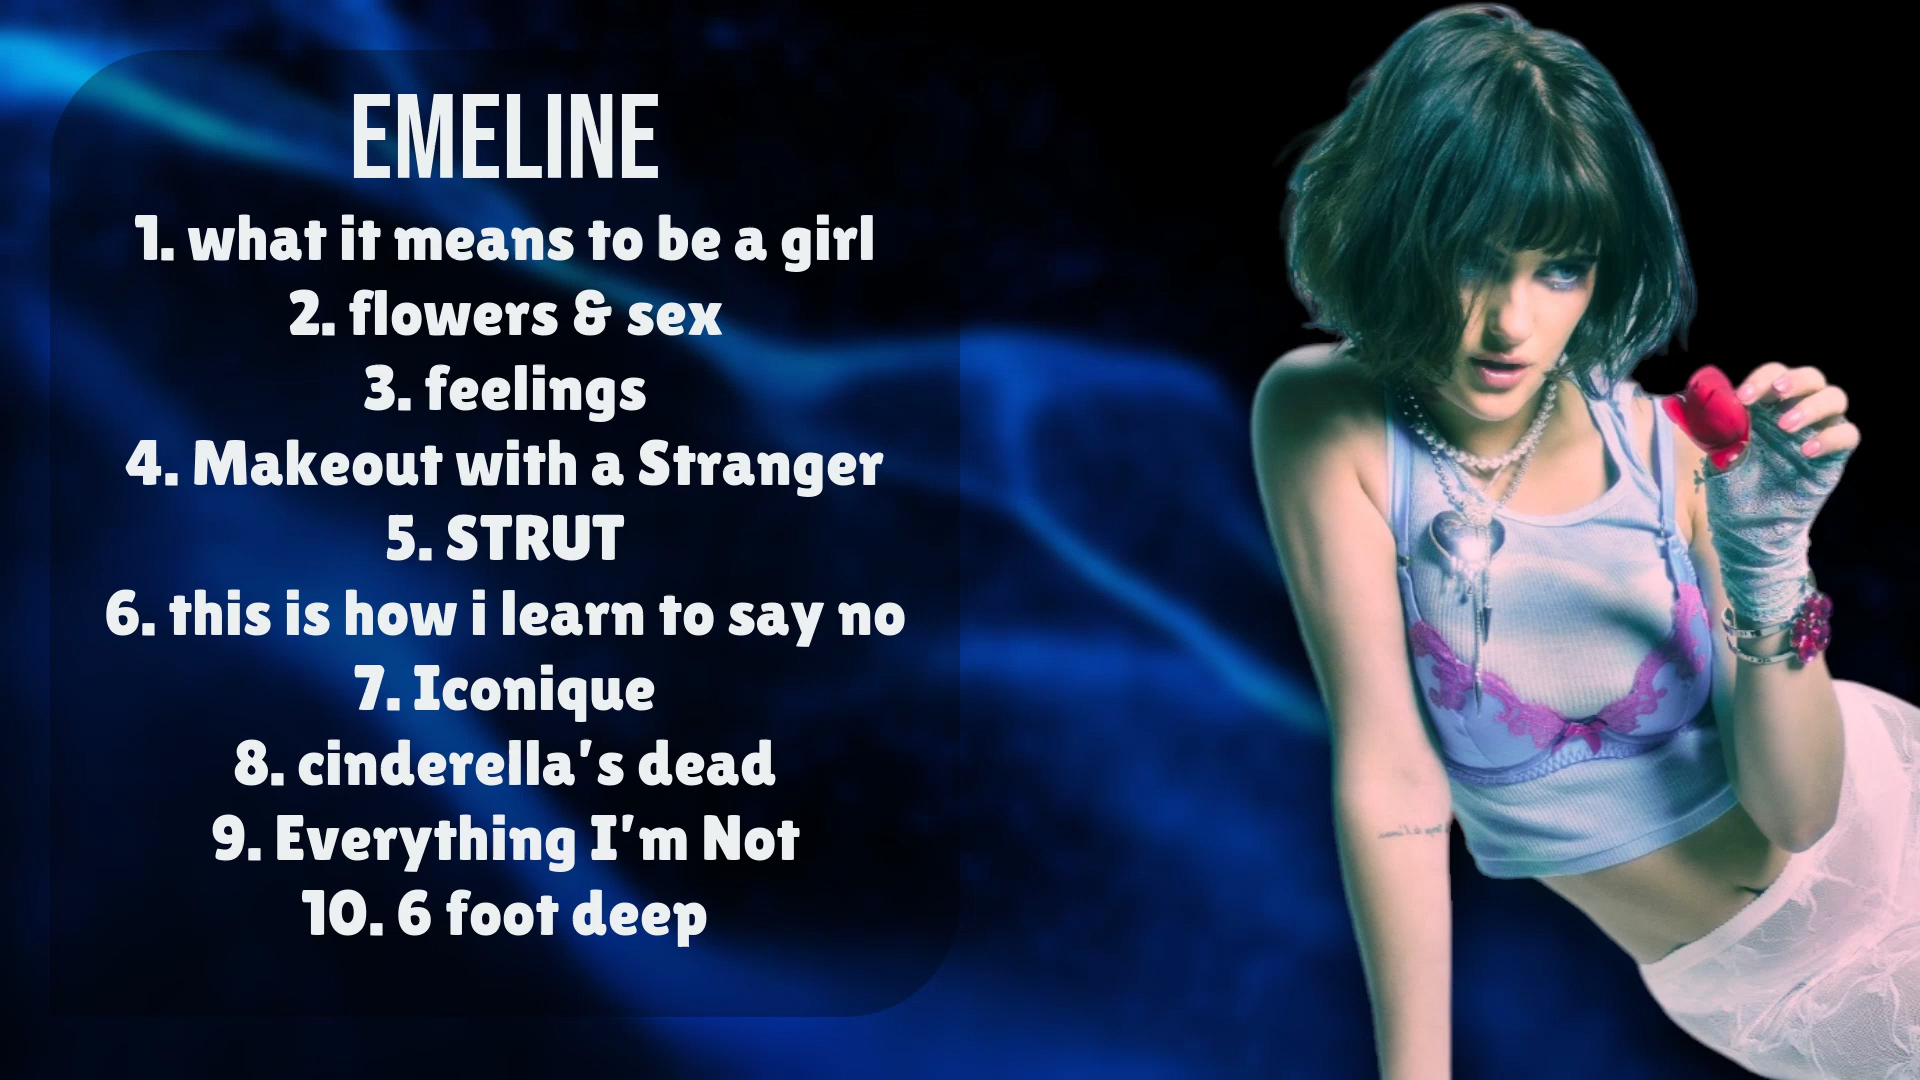 EMELINE
1. what it means to be a girl
2. flowers & sex
3. feelings
4. Makeout with a Stranger
5. STRUT
6. this is how i learn to say no
7. Iconique
8. cinderella's dead
9. Everything I'm Not
10. 6 foot deep